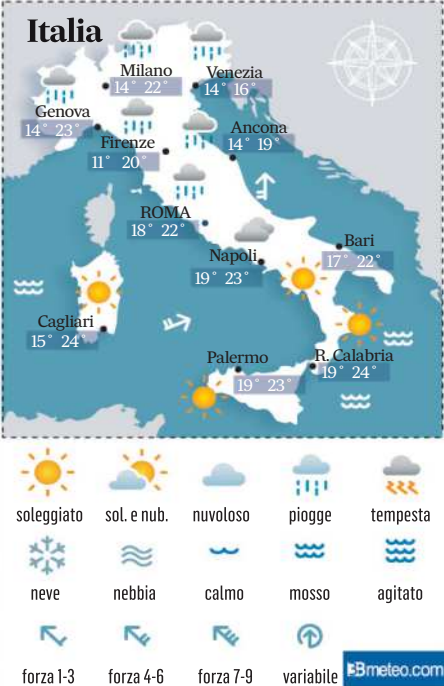 Italia
Milano
14° 22°
Venezia
14° 16°
Genova
14° 23°
Ancona
14° 19°
Firenze
11° 20°
ROMA
18° 22°
Bari
17° 22°
Napoli
19° 23°
Cagliari
15° 24°
Palermo
19° 23°
R. Calabria
19° 24°
soleggiato sol. e nub. nuvoloso piogge tempesta
neve nebbia calmo mosso agitato
forza 1-3 forza 4-6 forza 7-9 variabile
3Bmeteo.com